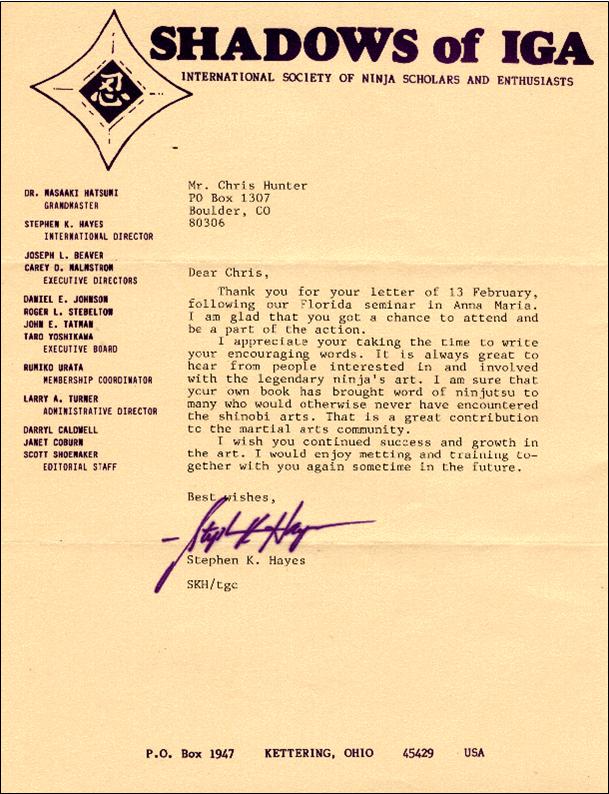 忍
SHADOWS of IGA
INTERNATIONAL SOCIETY OF NINJA SCHOLARS AND ENTHUSIASTS
DR. MASAAKI HATSUMI
GRANDMASTER
STEPHEN K. HAYES
INTERNATIONAL DIRECTOR
JOSEPH L. BEAVER
CAREY D. MALMSTROM
EXECUTIVE DIRECTORS
DANIEL E. JOHNSON
ROGER L. STEBELTON
JOHN E. TATMAN
TARO YOSHIKAWA
EXECUTIVE BOARD
RUMIKO URATA
MEMBERSHIP COORDINATOR
LARRY A. TURNER
ADMINISTRATIVE DIRECTOR
DARRYL CALDWELL
JANET COBURN
SCOTT SHOEMAKER
EDITORIAL STAFF
Mr. Chris Hunter
PO Box 1307
Boulder, CO
80306
Dear Chris,
Thank you for your letter of 13 February,
following our Florida seminar in Anna Maria.
I am glad that you got a chance to attend and
be a part of the action.
I appreciate your taking the time to write
your encouraging words. It is always great to
hear from people interested in and involved
with the legendary ninja's art. I am sure that
your own book has brought word of ninjutsu to
many who would otherwise never have encountered
the shinobi arts. That is a great contribution
to the martial arts community.
I wish you continued success and growth in
the art. I would enjoy metting and training to-
gether with you again sometime in the future.
Best wishes,
Stephen K Hayes
Stephen K. Hayes
SKH/tgc
P.O. Box 1947 KETTERING, OHIO 45429 USA